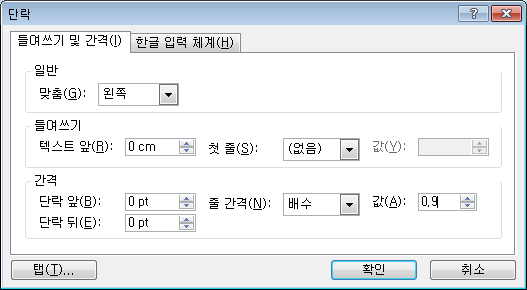 단락
들여쓰기 및 간격(I) 한글 입력 체계(H)
일반
맞춤(G): 왼쪽
들여쓰기
텍스트 앞(R): 0 cm 첫 줄(S): (없음) 값(Y):
간격
단락 앞(B): 0 pt 줄 간격(N): 배수 값(A): 0.9
단락 뒤(E): 0 pt
탭(T)... 확인 취소